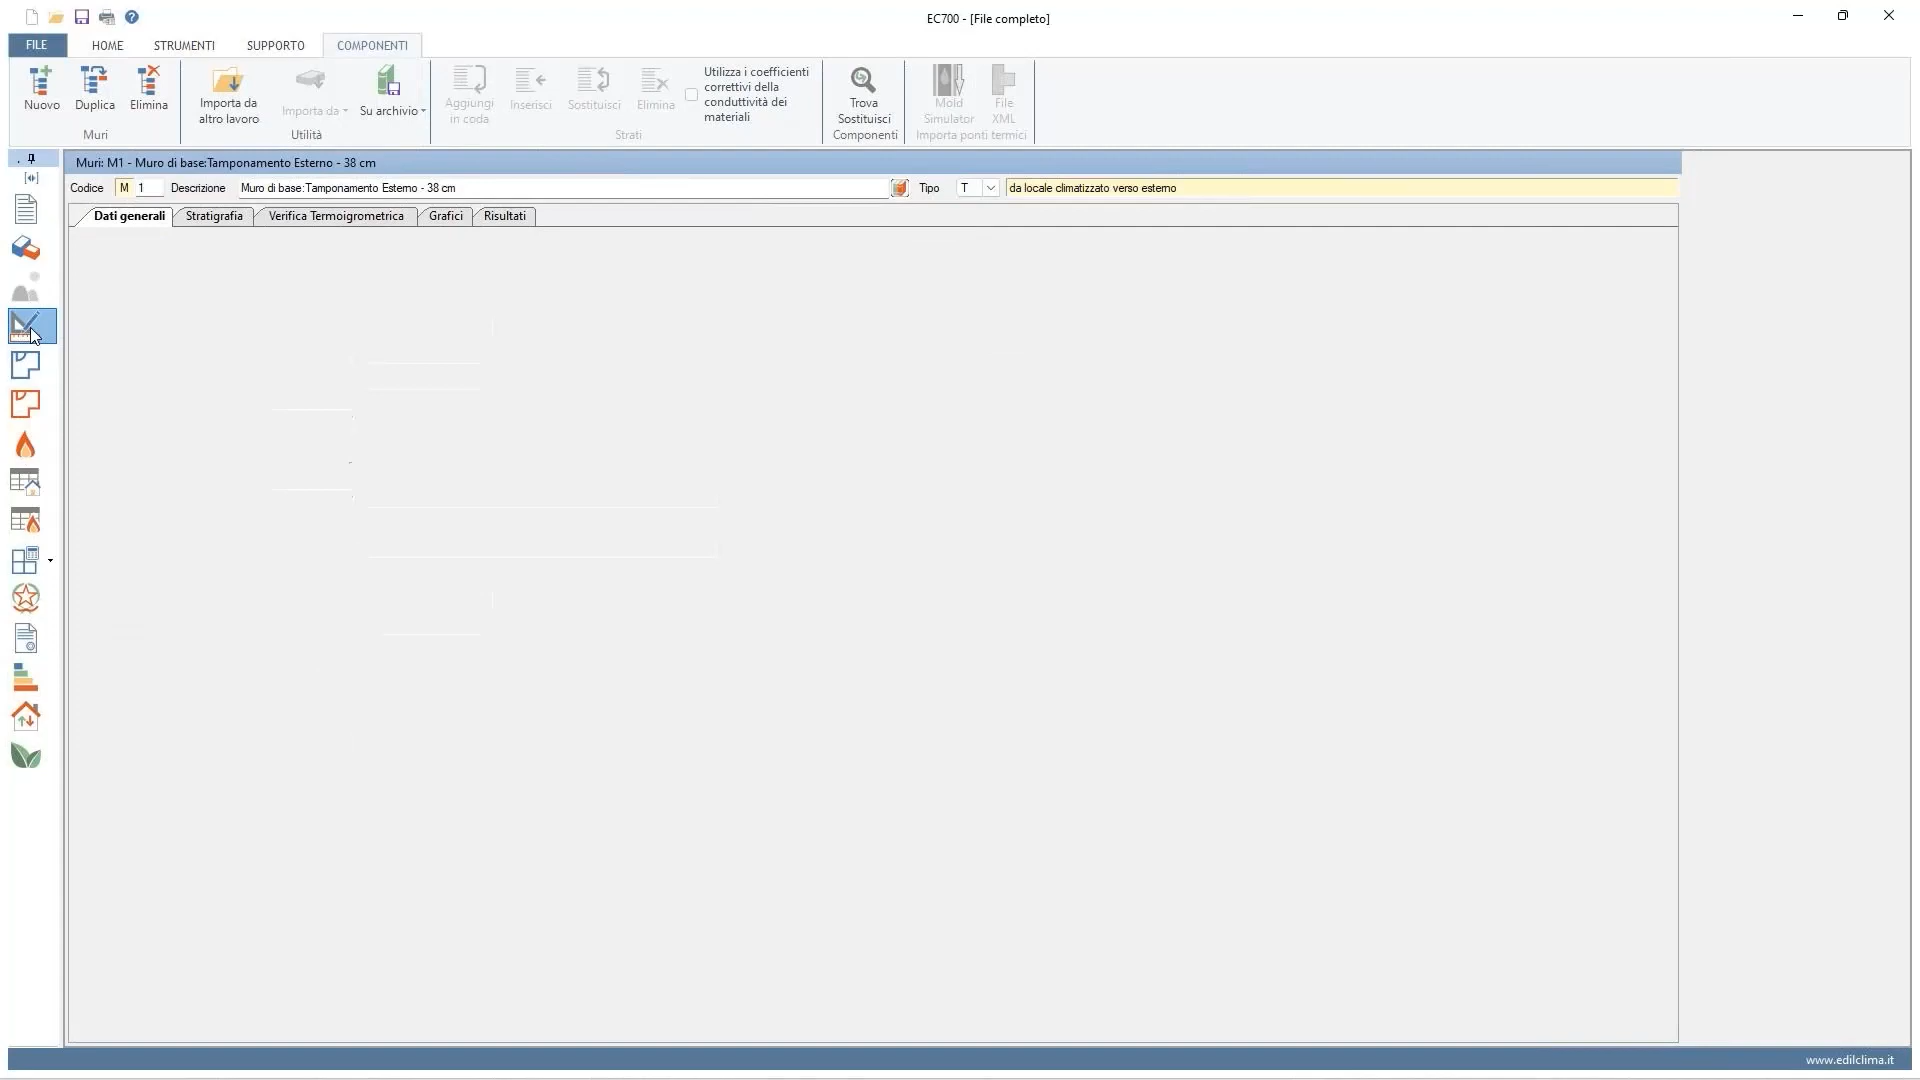 EC700 - [File completo]
FILE HOME STRUMENTI SUPPORTO COMPONENTI
Nuovo Duplica Elimina
Muri
Importa da
altro lavoro
Importa da
Su archivio
Utilità
Aggiungi
in coda
Inserisci
Sostituisci
Elimina
Utilizza i coefficienti
correttivi della
conduttività dei
materiali
Strati
Trova
Sostituisci
Componenti
Mold
Simulator
File
XML
Importa ponti termici
Muri: M1 - Muro di base:Tamponamento Esterno - 38 cm
Codice M 1 Descrizione Muro di base:Tamponamento Esterno - 38 cm Tipo T da locale climatizzato verso esterno
Dati generali Stratigrafia Verifica Termoigrometrica Grafici Risultati
www.edilclima.it